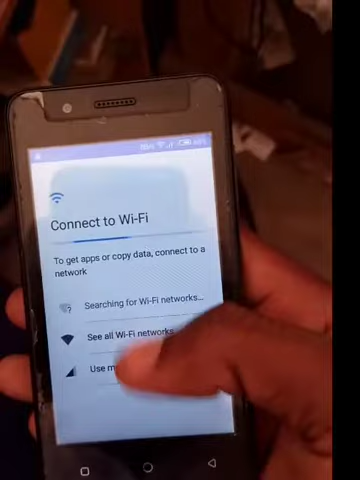 Connect to Wi-Fi
To get apps or copy data, connect to a
network
Searching for Wi-Fi networks...
See all Wi-Fi networks
Use